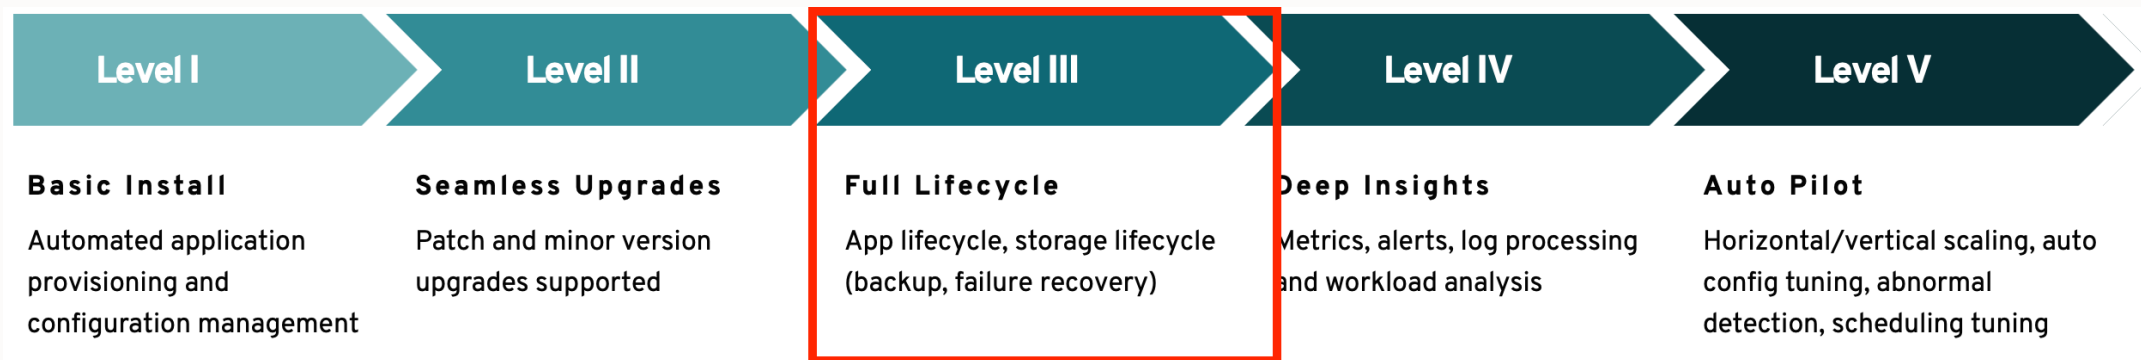 Level I
Level II
Level III
Level IV
Level V
Basic Install
Automated application
provisioning and
configuration management
Seamless Upgrades
Patch and minor version
upgrades supported
Full Lifecycle
App lifecycle, storage lifecycle
(backup, failure recovery)
Deep Insights
Metrics, alerts, log processing
and workload analysis
Auto Pilot
Horizontal/vertical scaling, auto
config tuning, abnormal
detection, scheduling tuning